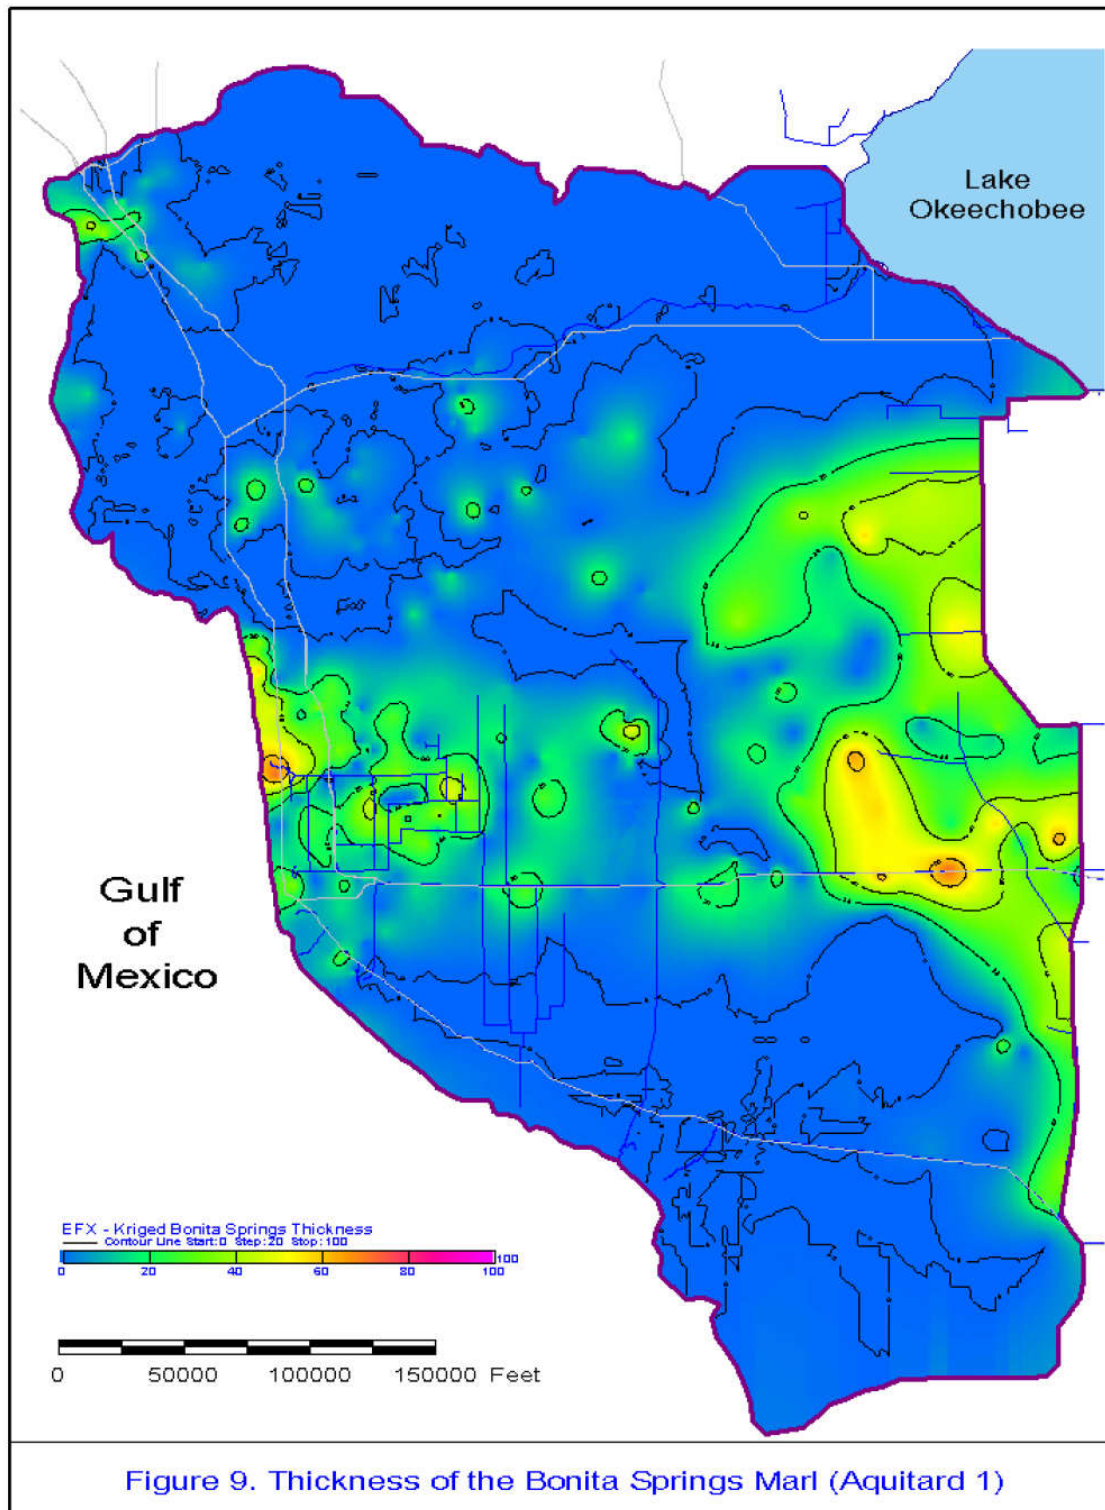 Lake
Okeechobee
Gulf
of
Mexico
EFX - Kriged Bonita Springs Thickness
Contour Line Start: 0 Step: 20 Stop: 100
100
0 20 40 60 80 100
0 50000 100000 150000 Feet
Figure 9. Thickness of the Bonita Springs Marl (Aquitard 1)